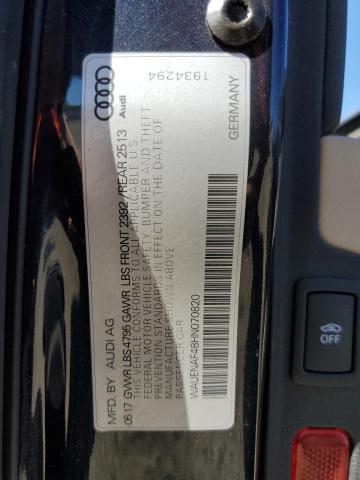 MFD. BY AUDI AG
05.17 GVWR LBS 4795 GAWR LBS FRONT 2392 /REAR 2513
THIS VEHICLE CONFORMS TO ALL APPLICABLE U.S.
FEDERAL MOTOR VEHICLE SAFETY, BUMPER AND THEFT
PREVENTION STANDARDS IN EFFECT ON THE DATE OF
MANUFACTURE SHOWN ABOVE
PASSENGER CAR
WAUENAF48HN070820
GERMANY
1934294
Audi
OFF